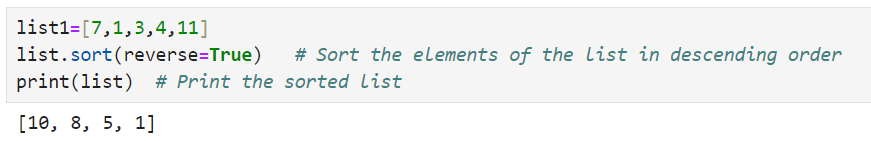 list1=[7,1,3,4,11]
list.sort(reverse=True)   # Sort the elements of the list in descending order
print(list)  # Print the sorted list
[10, 8, 5, 1]